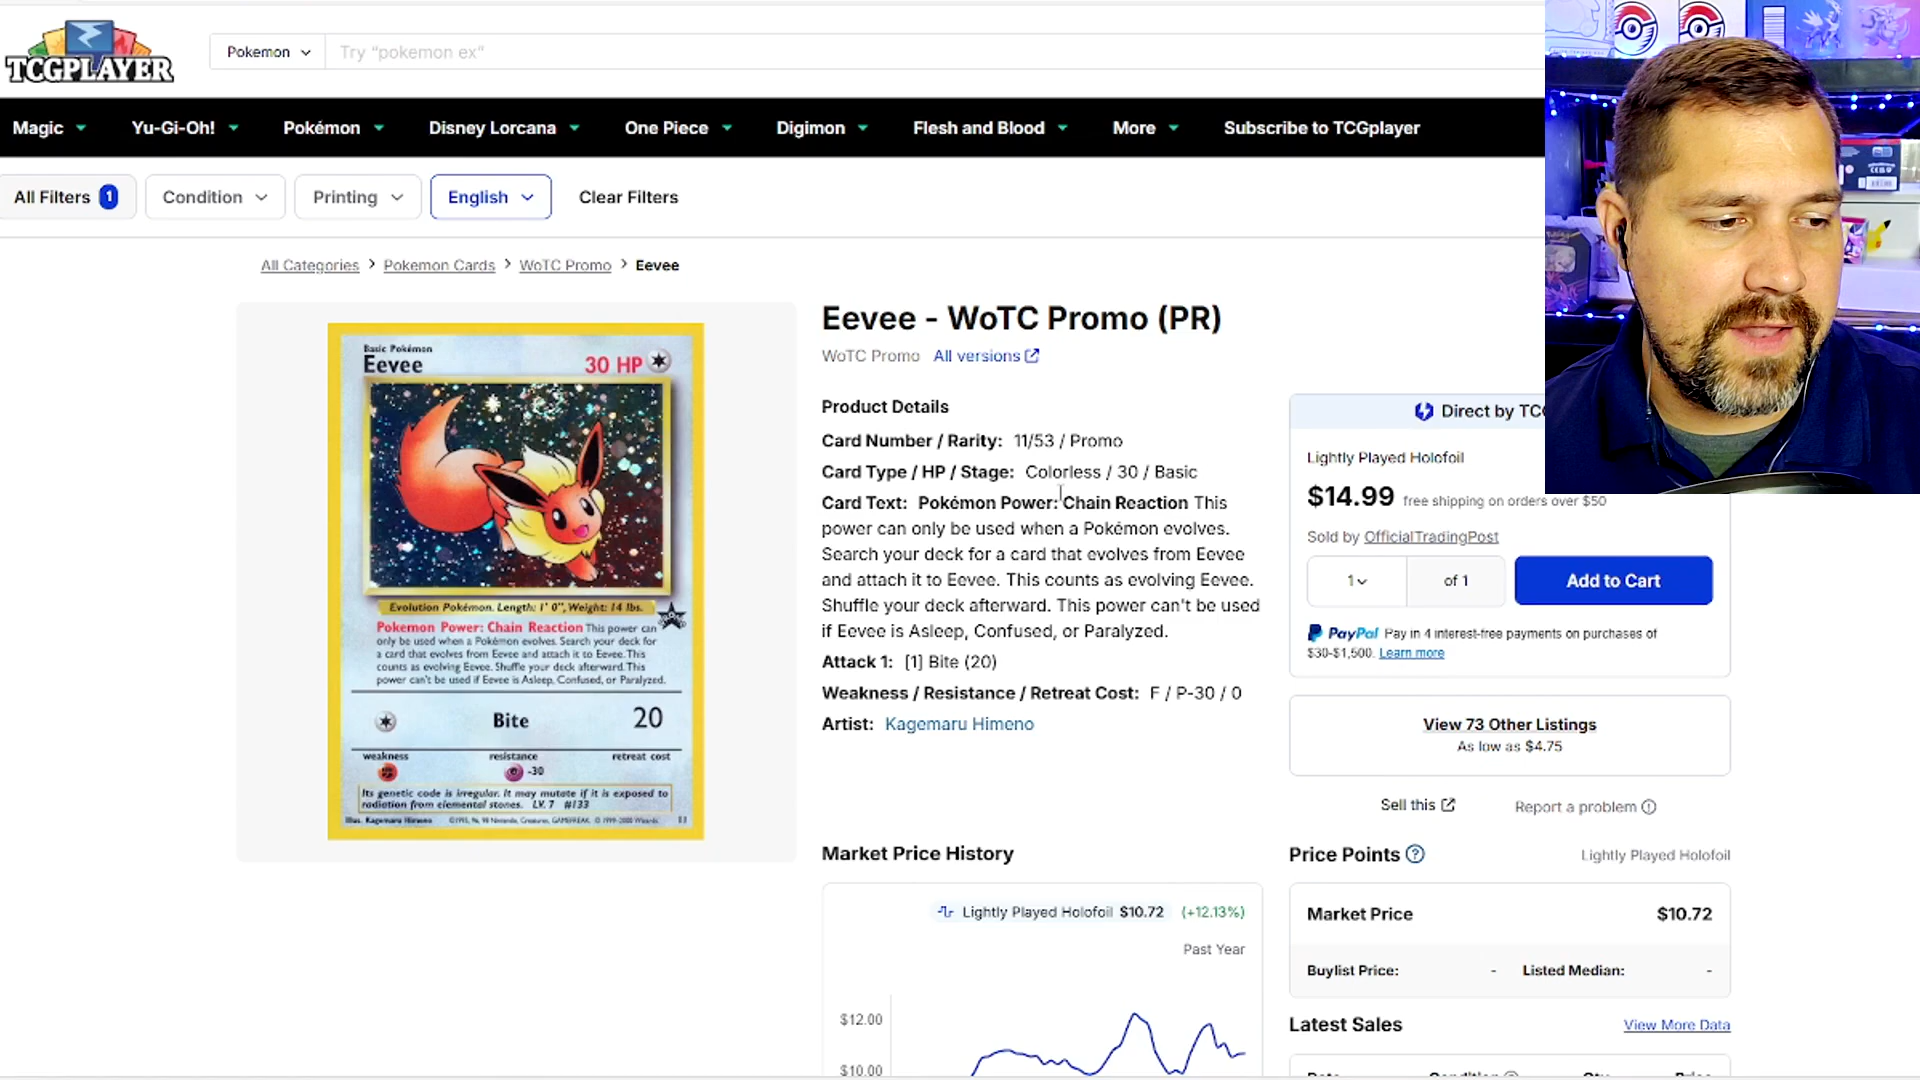 TCGPLAYER
Pokemon
Try "pokemon ex"
Magic
Yu-Gi-Oh!
Pokémon
Disney Lorcana
One Piece
Digimon
Flesh and Blood
More
Subscribe to TCGplayer
All Filters 1
Condition
Printing
English
Clear Filters
All Categories > Pokemon Cards > WoTC Promo > Eevee
Basic Pokémon
Eevee
30 HP
Evolution Pokémon. Length: 1' 0", Weight: 14 lbs.
Pokemon Power: Chain Reaction This power can
only be used when a Pokémon evolves. Search your deck for
a card that evolves from Eevee and attach it to Eevee. This
counts as evolving Eevee. Shuffle your deck afterward. This
power can't be used if Eevee is Asleep, Confused, or Paralyzed.
Bite
20
weakness
resistance
retreat cost
-30
Its genetic code is irregular. It may mutate if it is exposed to
radiation from elemental stones. LV. 7 #133
Illus. Kagemaru Himeno
©1995, 96, 98 Nintendo, Creatures, GAMEFREAK. © 1999-2000 Wizards.
11
Eevee - WoTC Promo (PR)
WoTC Promo
All versions
Product Details
Card Number / Rarity: 11/53 / Promo
Card Type / HP / Stage: Colorless / 30 / Basic
Card Text: Pokémon Power: Chain Reaction This
power can only be used when a Pokémon evolves.
Search your deck for a card that evolves from Eevee
and attach it to Eevee. This counts as evolving Eevee.
Shuffle your deck afterward. This power can't be used
if Eevee is Asleep, Confused, or Paralyzed.
Attack 1: [1] Bite (20)
Weakness / Resistance / Retreat Cost: F / P-30 / 0
Artist: Kagemaru Himeno
Direct by TC
Lightly Played Holofoil
$14.99 free shipping on orders over $50
Sold by OfficialTradingPost
1
of 1
Add to Cart
PayPal Pay in 4 interest-free payments on purchases of
$30-$1,500. Learn more
View 73 Other Listings
As low as $4.75
Sell this
Report a problem
Market Price History
Lightly Played Holofoil $10.72 (+12.13%)
Past Year
$12.00
$10.00
Price Points
Lightly Played Holofoil
Market Price
$10.72
Buylist Price:
-
Listed Median:
-
Latest Sales
View More Data